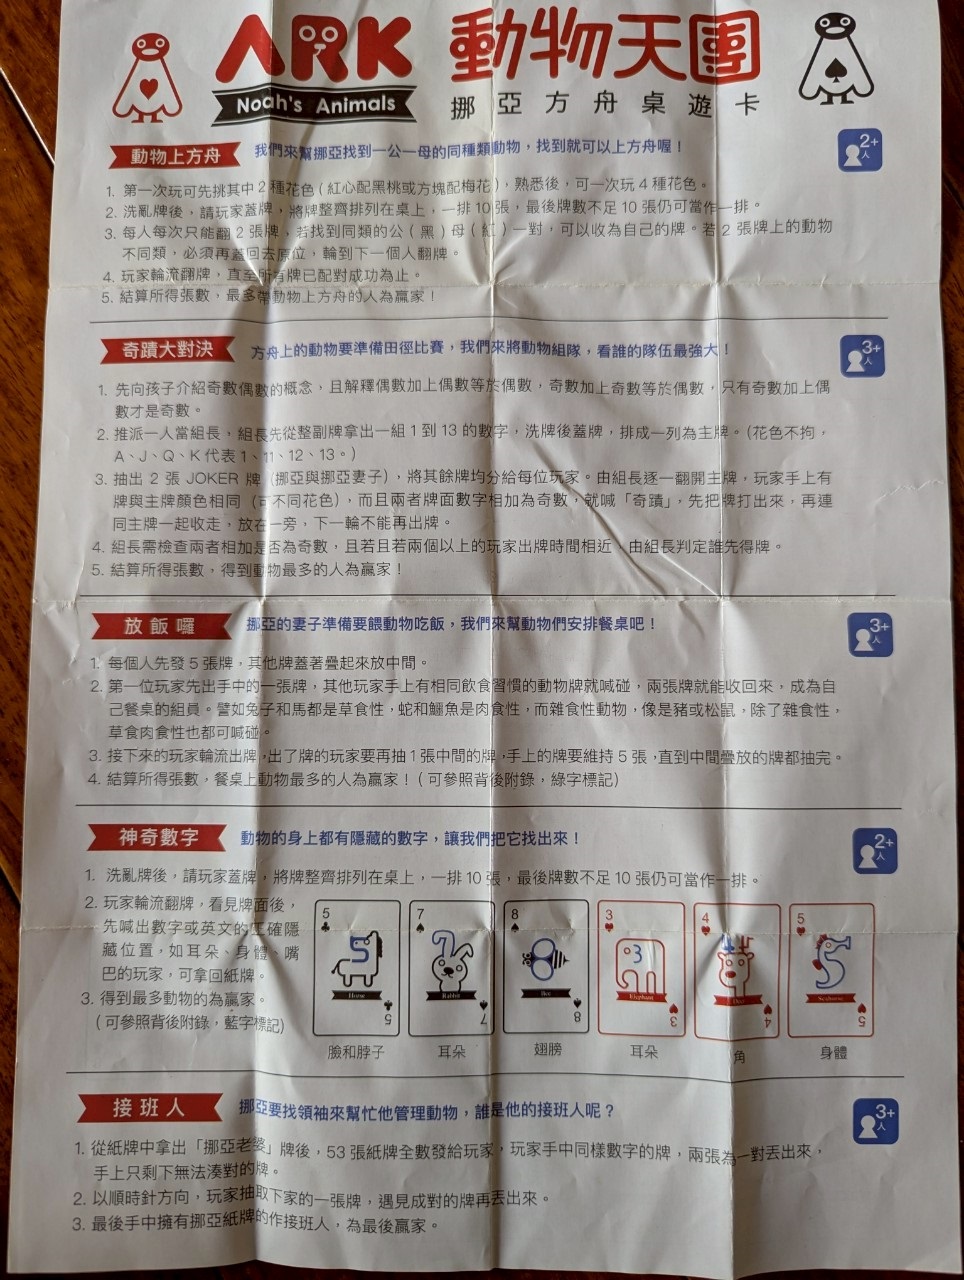 ARK 動物天團
Noah's Animals 挪亞方舟桌遊卡
動物上方舟 我們來幫挪亞找到一公一母的同種類動物，找到就可以上方舟喔！ 2+人
1. 第一次玩可先挑其中 2 種花色（紅心配黑桃或方塊配梅花），熟悉後，可一次玩 4 種花色。
2. 洗亂牌後，請玩家蓋牌，將牌整齊排列在桌上，一排 10 張，最後牌數不足 10 張仍可當作一排。
3. 每人每次只能翻 2 張牌，若找到同類的公（黑）母（紅）一對，可以收為自己的牌。若 2 張牌上的動物
不同類，必須再蓋回去原位，輪到下一個人翻牌。
4. 玩家輪流翻牌，直至所有牌已配對成功為止。
5. 結算所得張數，最多帶動物上方舟的人為贏家！
奇蹟大對決 方舟上的動物要準備田徑比賽，我們來將動物組隊，看誰的隊伍最強大！ 3+人
1. 先向孩子介紹奇數偶數的概念，且解釋偶數加上偶數等於偶數，奇數加上奇數等於偶數，只有奇數加上偶
數才是奇數。
2. 推派一人當組長，組長先從整副牌拿出一組 1 到 13 的數字，洗牌後蓋牌，排成一列為主牌。（花色不拘，
A、J、Q、K 代表 1、11、12、13。）
3. 抽出 2 張 JOKER 牌（挪亞與挪亞妻子），將其餘牌均分給每位玩家。由組長逐一翻開主牌，玩家手上有
牌與主牌顏色相同（可不同花色），而且兩者牌面數字相加為奇數，就喊「奇蹟」，先把牌打出來，再連
同主牌一起收走，放在一旁，下一輪不能再出牌。
4. 組長需檢查兩者相加是否為奇數，且若且若兩個以上的玩家出牌時間相近，由組長判定誰先得牌。
5. 結算所得張數，得到動物最多的人為贏家！
放飯囉 挪亞的妻子準備要餵動物吃飯，我們來幫動物們安排餐桌吧！ 3+人
1. 每個人先發 5 張牌，其他牌蓋著疊起來放中間。
2. 第一位玩家先出手中的一張牌，其他玩家手上有相同飲食習慣的動物牌就喊碰，兩張牌就能收回來，成為自
己餐桌的組員。譬如兔子和馬都是草食性，蛇和鱷魚是肉食性，而雜食性動物，像是豬或松鼠，除了雜食性，
草食肉食性也都可喊碰。
3. 接下來的玩家輪流出牌，出了牌的玩家要再抽 1 張中間的牌，手上的牌要維持 5 張，直到中間疊放的牌都抽完。
4. 結算所得張數，餐桌上動物最多的人為贏家！（可參照背後附錄，綠字標記）
神奇數字 動物的身上都有隱藏的數字，讓我們把它找出來！ 2+人
1. 洗亂牌後，請玩家蓋牌，將牌整齊排列在桌上，一排 10 張，最後牌數不足 10 張仍可當作一排。
2. 玩家輪流翻牌，看見牌面後，
先喊出數字或英文的正確隱
藏位置，如耳朵、身體、嘴
巴的玩家，可拿回紙牌。
3. 得到最多動物的為贏家。
（可參照背後附錄，藍字標記）
5 7 8 3 4 5
5 3 3 5
Horse Rabbit Bee Elephant Deer Seahorse
5 7 8 3 4 5
臉和脖子 耳朵 翅膀 耳朵 角 身體
接班人 挪亞要找領袖來幫忙他管理動物，誰是他的接班人呢？ 3+人
1. 從紙牌中拿出「挪亞老婆」牌後，53 張紙牌全數發給玩家，玩家手中同樣數字的牌，兩張為一對丟出來，
手上只剩下無法湊對的牌。
2. 以順時針方向，玩家抽取下家的一張牌，遇見成對的牌再丟出來。
3. 最後手中擁有挪亞紙牌的作接班人，為最後贏家。